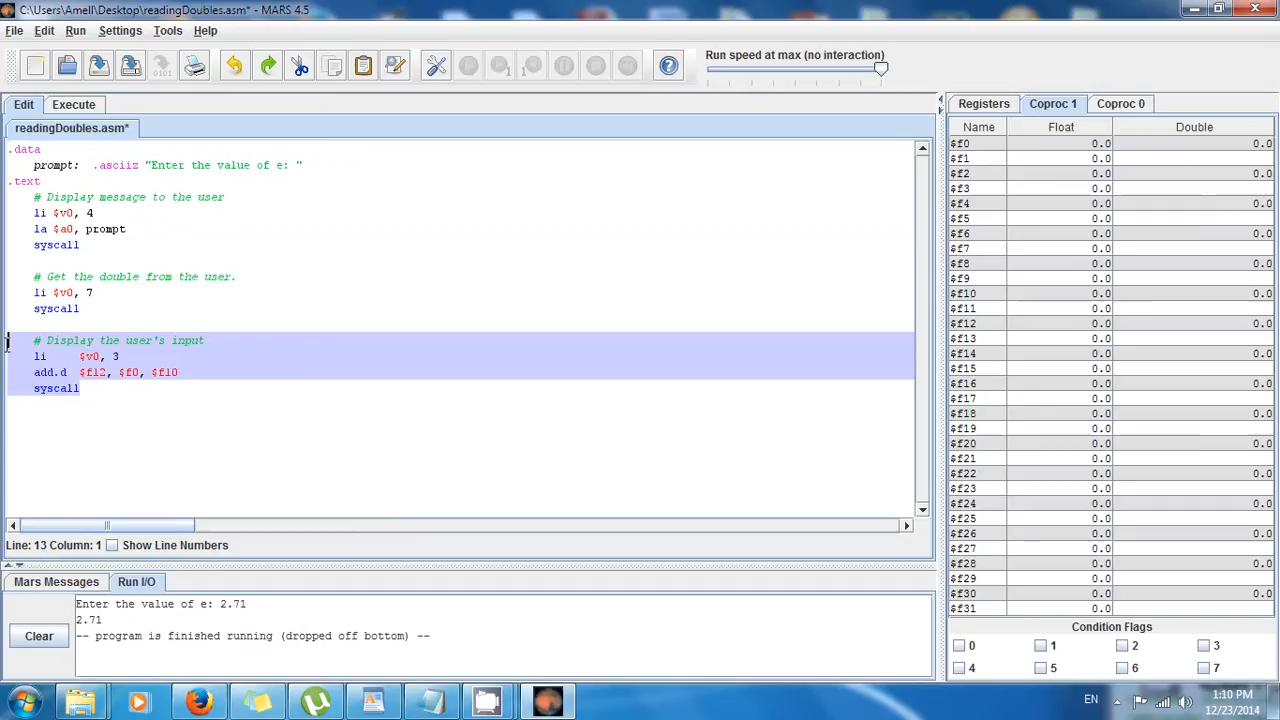 C:\Users\Amell\Desktop\readingDoubles.asm* - MARS 4.5
File Edit Run Settings Tools Help
Run speed at max (no interaction)
Edit Execute
readingDoubles.asm*
.data
prompt: .asciiz "Enter the value of e: "
.text
# Display message to the user
li $v0, 4
la $a0, prompt
syscall
# Get the double from the user.
li $v0, 7
syscall
# Display the user's input
li $v0, 3
add.d $f12, $f0, $f10
syscall
Line: 13 Column: 1 Show Line Numbers
Mars Messages Run I/O
Enter the value of e: 2.71
2.71
-- program is finished running (dropped off bottom) --
Clear
Registers Coproc 1 Coproc 0
Name Float Double
$f0 0.0 0.0
$f1 0.0
$f2 0.0 0.0
$f3 0.0
$f4 0.0 0.0
$f5 0.0
$f6 0.0 0.0
$f7 0.0
$f8 0.0 0.0
$f9 0.0
$f10 0.0 0.0
$f11 0.0
$f12 0.0 0.0
$f13 0.0
$f14 0.0 0.0
$f15 0.0
$f16 0.0 0.0
$f17 0.0
$f18 0.0 0.0
$f19 0.0
$f20 0.0 0.0
$f21 0.0
$f22 0.0 0.0
$f23 0.0
$f24 0.0 0.0
$f25 0.0
$f26 0.0 0.0
$f27 0.0
$f28 0.0 0.0
$f29 0.0
$f30 0.0 0.0
$f31 0.0
Condition Flags
0 1 2 3
4 5 6 7
EN
1:10 PM
12/23/2014